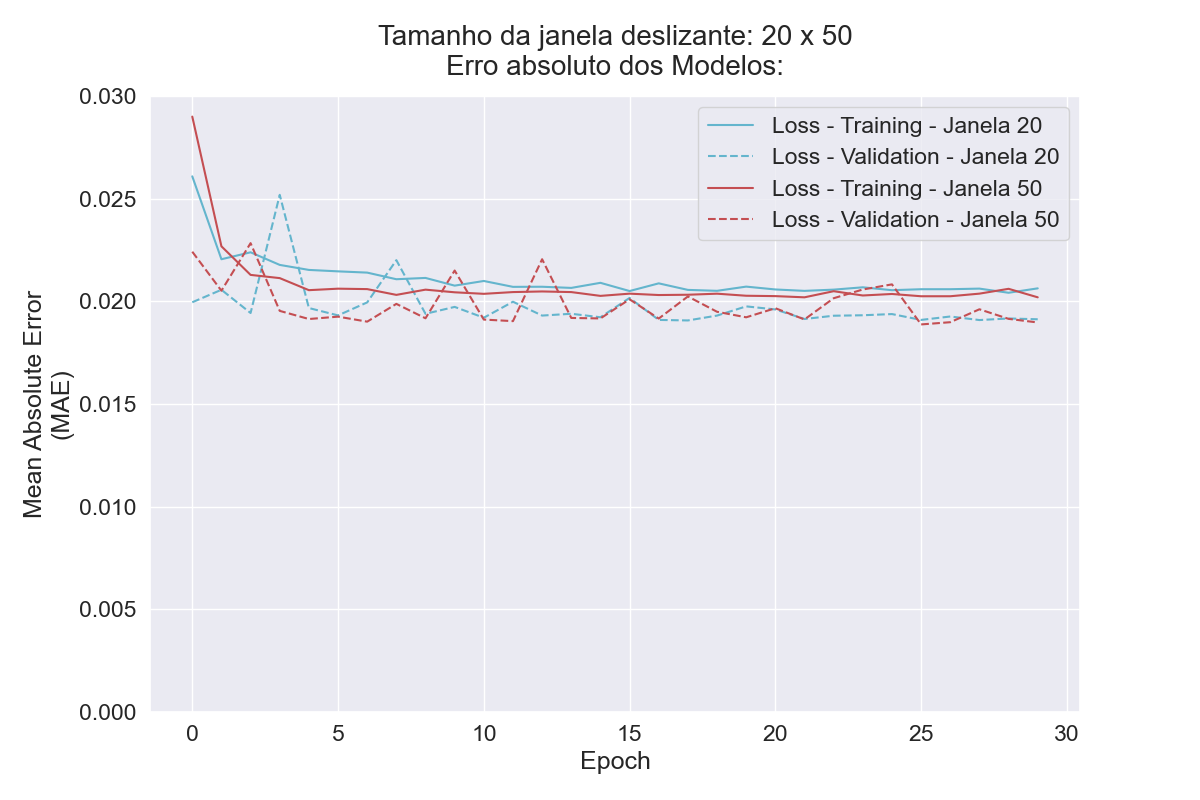 Tamanho da janela deslizante: 20 x 50
Erro absoluto dos Modelos:
Mean Absolute Error
(MAE)
0.030
0.025
0.020
0.015
0.010
0.005
0.000
Loss - Training - Janela 20
Loss - Validation - Janela 20
Loss - Training - Janela 50
Loss - Validation - Janela 50
0 5 10 15 20 25 30
Epoch